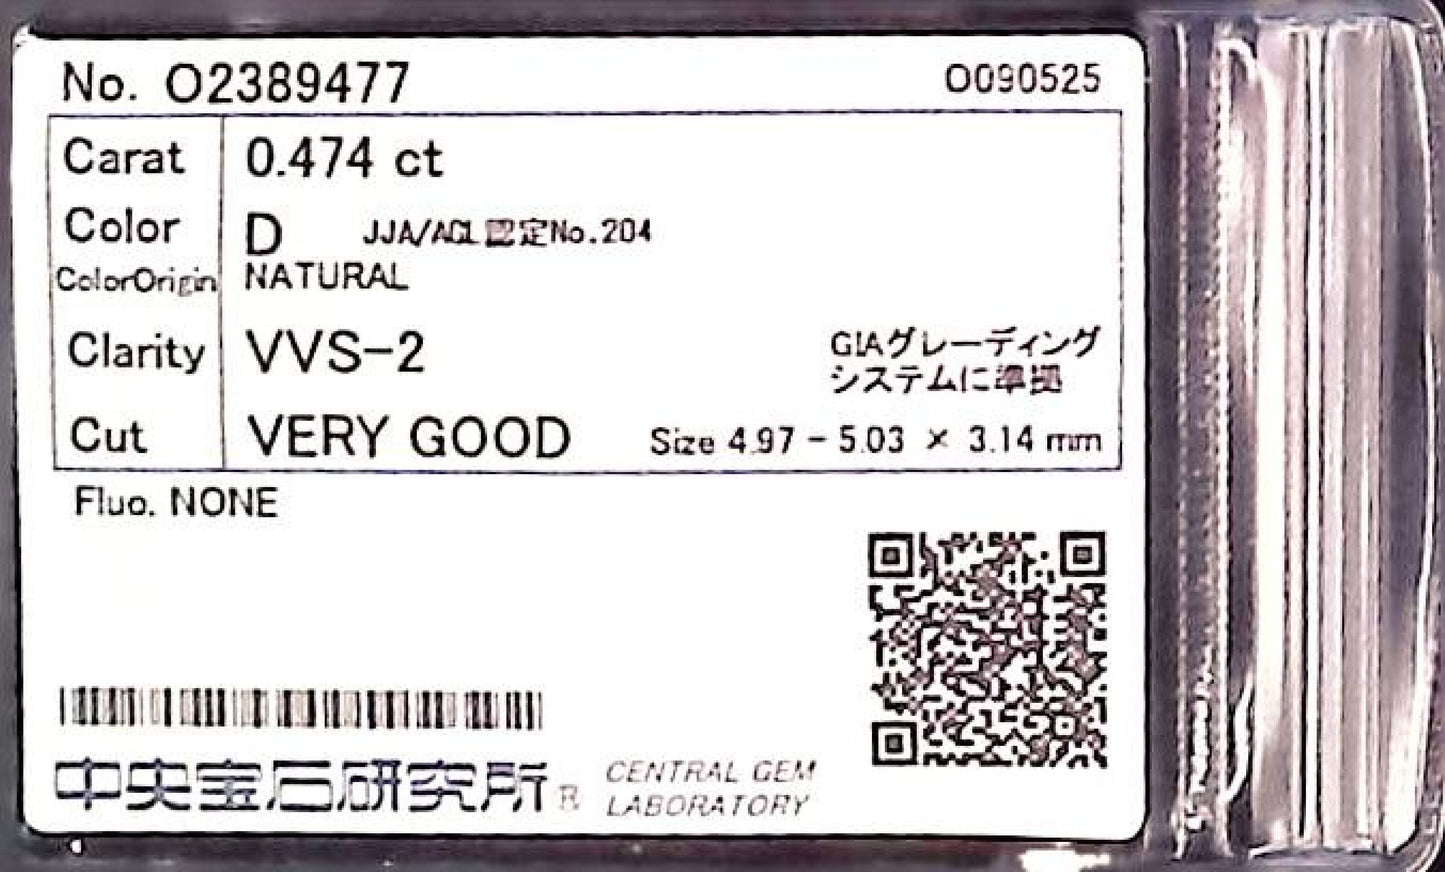 No. O2389477
O090525
Carat 0.474 ct
Color D JJA/AGL認定No.204
ColorOrigin NATURAL
Clarity VVS-2
GIAグレーディング
システムに準拠
Cut VERY GOOD Size 4.97 - 5.03 × 3.14 mm
Fluo. NONE
中央宝石研究所® CENTRAL GEM
LABORATORY